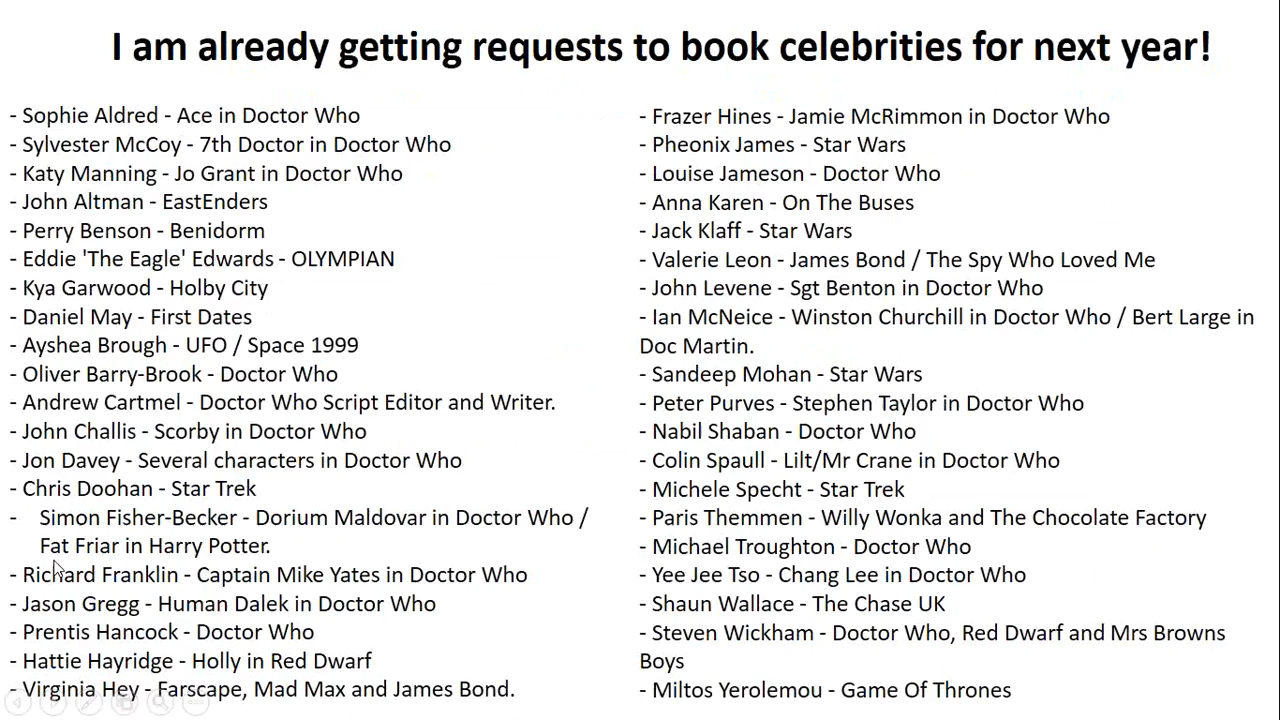 I am already getting requests to book celebrities for next year!
- Sophie Aldred - Ace in Doctor Who
- Sylvester McCoy - 7th Doctor in Doctor Who
- Katy Manning - Jo Grant in Doctor Who
- John Altman - EastEnders
- Perry Benson - Benidorm
- Eddie 'The Eagle' Edwards - OLYMPIAN
- Kya Garwood - Holby City
- Daniel May - First Dates
- Ayshea Brough - UFO / Space 1999
- Oliver Barry-Brook - Doctor Who
- Andrew Cartmel - Doctor Who Script Editor and Writer.
- John Challis - Scorby in Doctor Who
- Jon Davey - Several characters in Doctor Who
- Chris Doohan - Star Trek
- Simon Fisher-Becker - Dorium Maldovar in Doctor Who /
Fat Friar in Harry Potter.
- Richard Franklin - Captain Mike Yates in Doctor Who
- Jason Gregg - Human Dalek in Doctor Who
- Prentis Hancock - Doctor Who
- Hattie Hayridge - Holly in Red Dwarf
- Virginia Hey - Farscape, Mad Max and James Bond.
- Frazer Hines - Jamie McRimmon in Doctor Who
- Pheonix James - Star Wars
- Louise Jameson - Doctor Who
- Anna Karen - On The Buses
- Jack Klaff - Star Wars
- Valerie Leon - James Bond / The Spy Who Loved Me
- John Levene - Sgt Benton in Doctor Who
- Ian McNeice - Winston Churchill in Doctor Who / Bert Large in
Doc Martin.
- Sandeep Mohan - Star Wars
- Peter Purves - Stephen Taylor in Doctor Who
- Nabil Shaban - Doctor Who
- Colin Spaull - Lilt/Mr Crane in Doctor Who
- Michele Specht - Star Trek
- Paris Themmen - Willy Wonka and The Chocolate Factory
- Michael Troughton - Doctor Who
- Yee Jee Tso - Chang Lee in Doctor Who
- Shaun Wallace - The Chase UK
- Steven Wickham - Doctor Who, Red Dwarf and Mrs Browns
Boys
- Miltos Yerolemou - Game Of Thrones